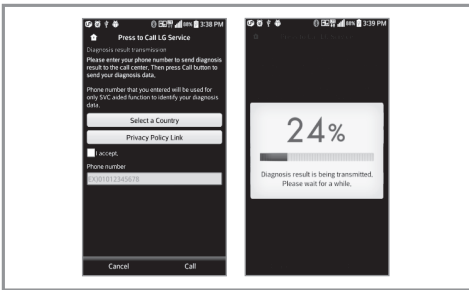 88% 3:38 PM
Press to Call LG Service
Diagnosis result transmission
Please enter your phone number to send diagnosis
result to the call center. Then press Call button to
send your diagnosis data.
Phone number that you entered will be used for
only SVC aided function to identify your diagnosis
data.
Select a Country
Privacy Policy Link
I accept.
Phone number
Cancel Call
88% 3:39 PM
24%
Diagnosis result is being transmitted.
Please wait for a while.